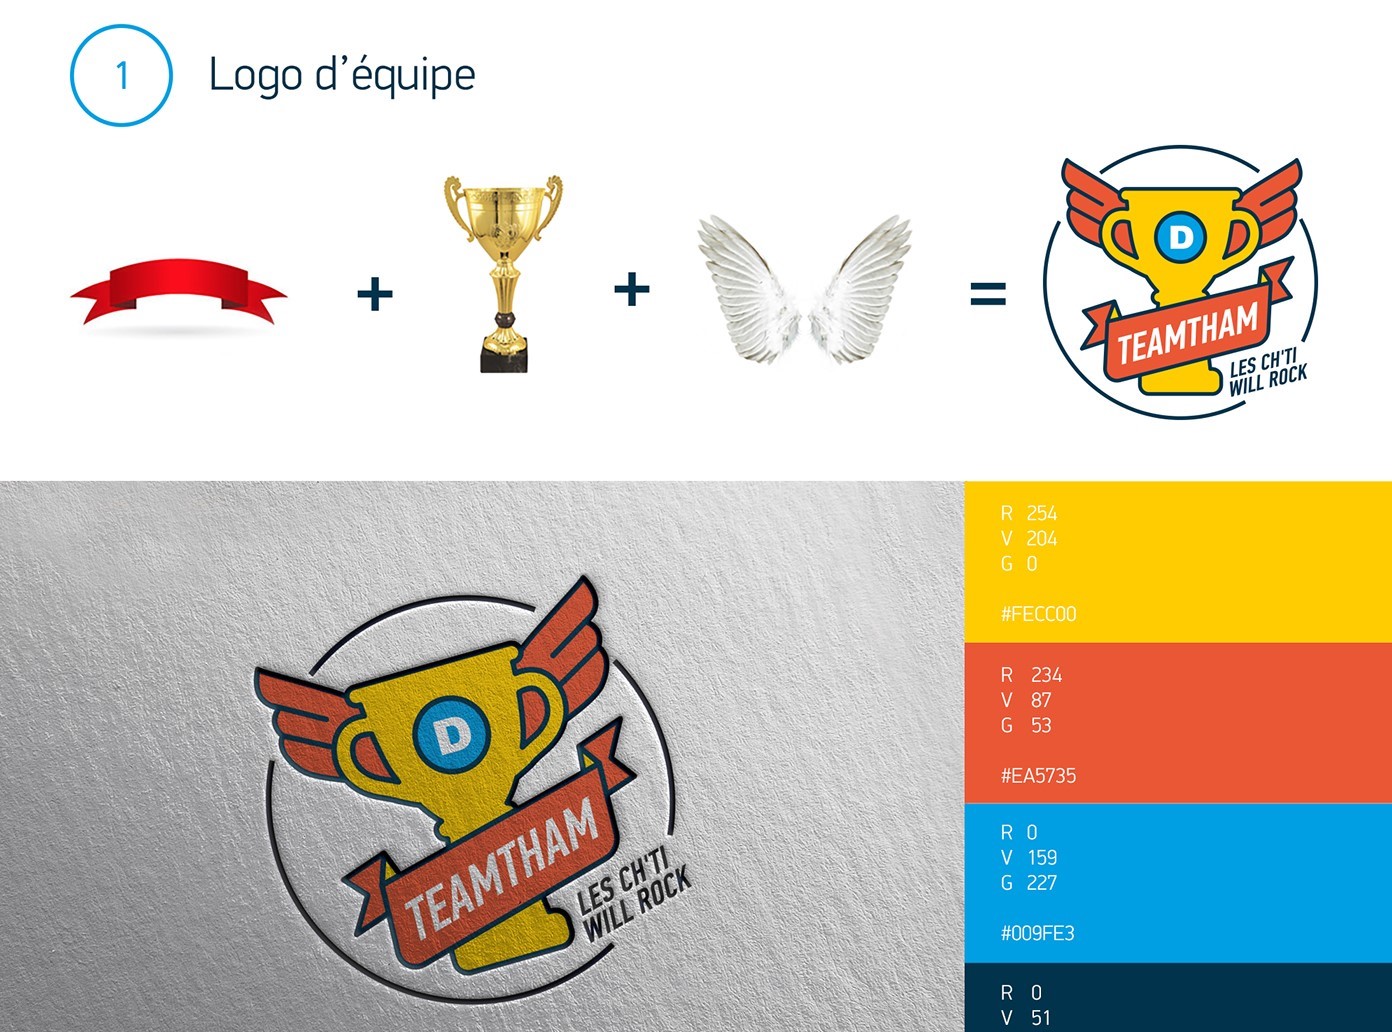 1
Logo d’équipe
+
+
=
D
TEAMTHAM
LES CH'TI
WILL ROCK
D
TEAMTHAM
LES CH'TI
WILL ROCK
R 254
V 204
G 0
#FECC00
R 234
V 87
G 53
#EA5735
R 0
V 159
G 227
#009FE3
R 0
V 51